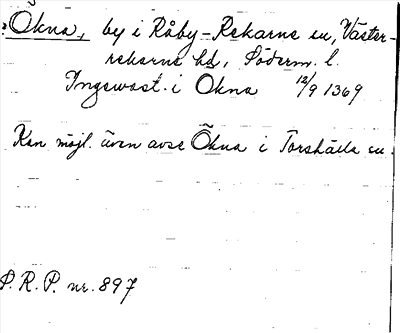 Ökna, by i Råby-Rekarne sn, Väster-
rekarne hd, Söderm. l.
Ingewast i Okna 12/9 1369
Kan möjl. även avse Ökna i Torshälla sn.
P.R.P. nr. 897